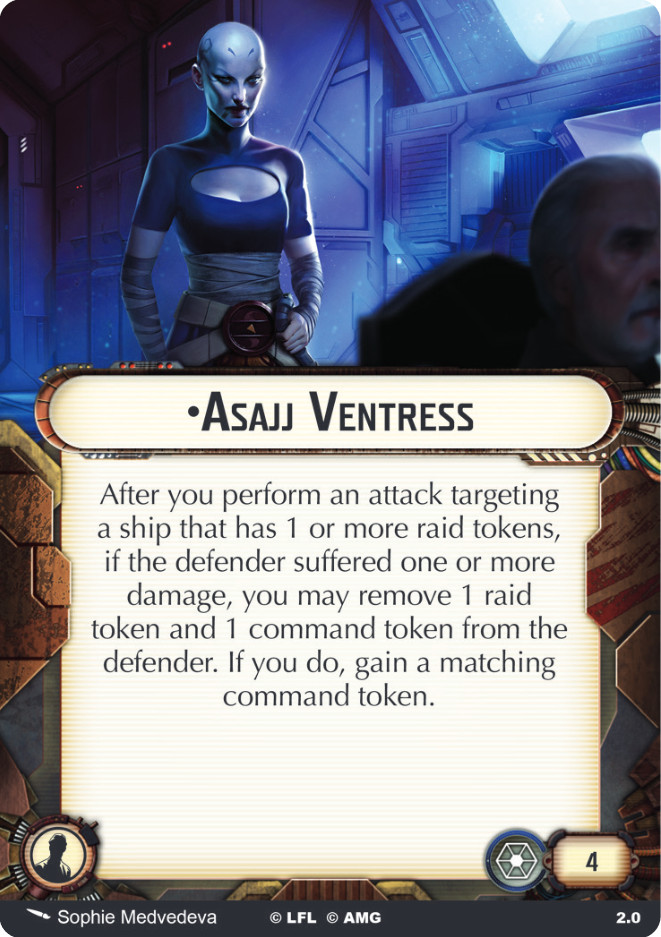 •Asajj Ventress
After you perform an attack targeting
a ship that has 1 or more raid tokens,
if the defender suffered one or more
damage, you may remove 1 raid
token and 1 command token from the
defender. If you do, gain a matching
command token.
4
Sophie Medvedeva © LFL © AMG 2.0